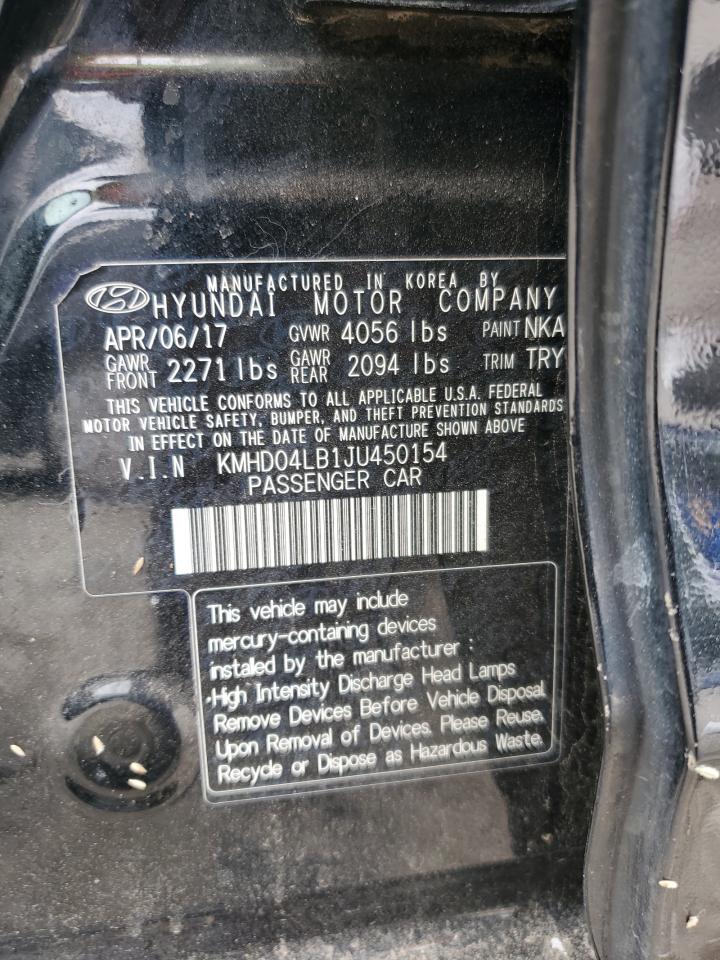 MANUFACTURED IN KOREA BY
HYUNDAI MOTOR COMPANY
APR/06/17 GVWR 4056 lbs PAINT NKA
GAWR FRONT 2271 lbs GAWR REAR 2094 lbs TRIM TRY
THIS VEHICLE CONFORMS TO ALL APPLICABLE U.S.A. FEDERAL
MOTOR VEHICLE SAFETY, BUMPER, AND THEFT PREVENTION STANDARDS
IN EFFECT ON THE DATE OF MANUFACTURE SHOWN ABOVE
V.I.N KMHD04LB1JU450154
PASSENGER CAR
This vehicle may include
mercury-containing devices
installed by the manufacturer :
•High Intensity Discharge Head Lamps
Remove Devices Before Vehicle Disposal
Upon Removal of Devices. Please Reuse,
Recycle or Dispose as Hazardous Waste.